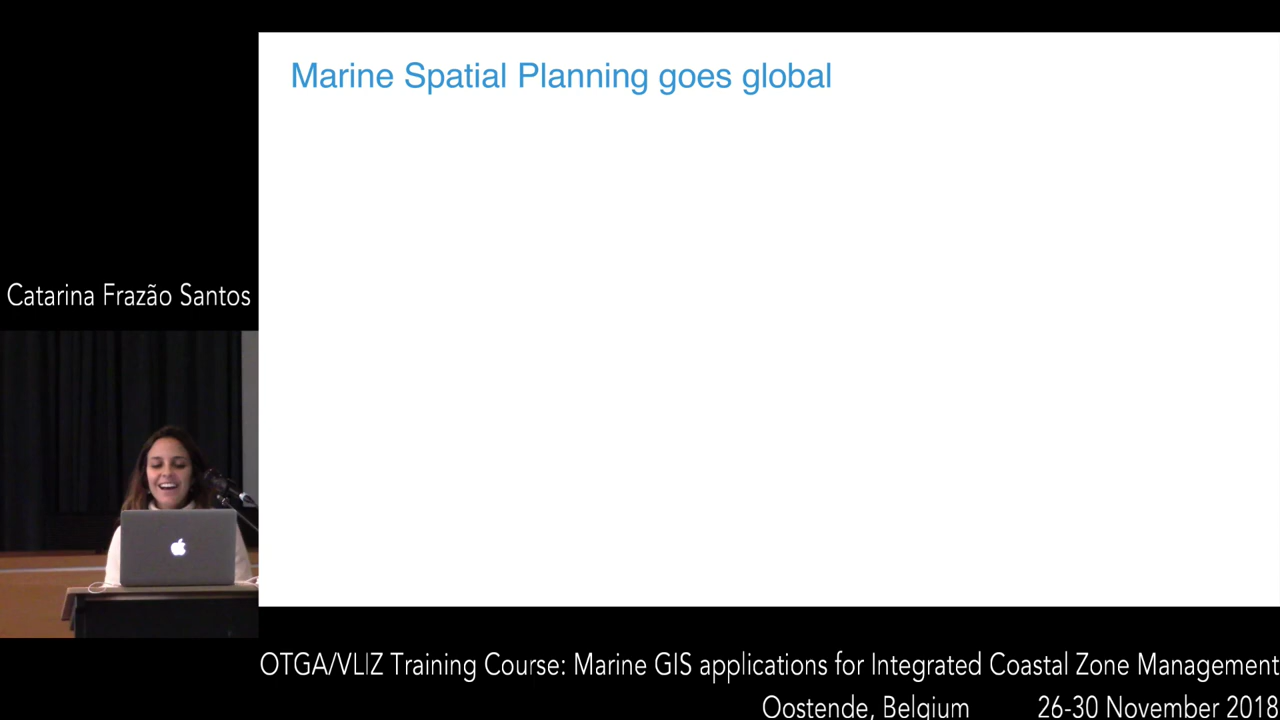 Marine Spatial Planning goes global
Catarina Frazão Santos
OTGA/VLIZ Training Course: Marine GIS applications for Integrated Coastal Zone Management
Oostende, Belgium 26-30 November 2018